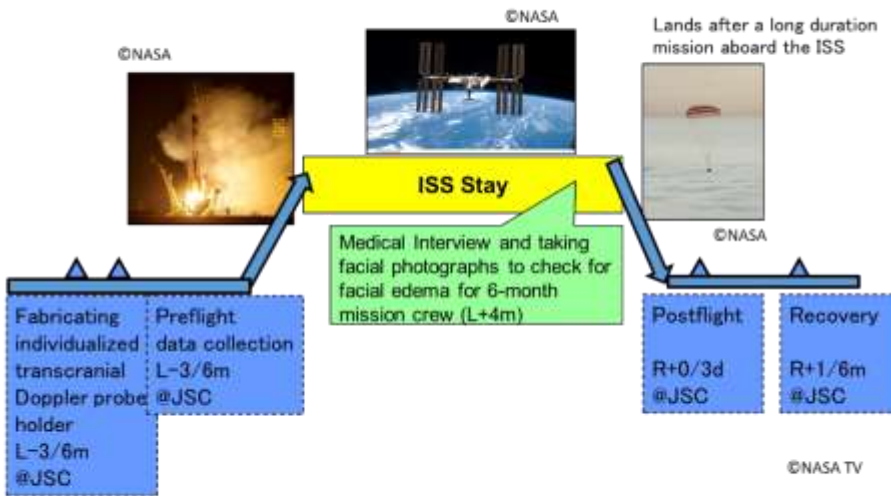 ©NASA
©NASA
Lands after a long duration
mission aboard the ISS
ISS Stay
©NASA
Medical Interview and taking
facial photographs to check for
facial edema for 6-month
mission crew (L+4m)
Fabricating
individualized
transcranial
Doppler probe
holder
L-3/6m
@JSC
Preflight
data collection
L-3/6m
@JSC
Postflight
R+0/3d
@JSC
Recovery
R+1/6m
@JSC
©NASA TV